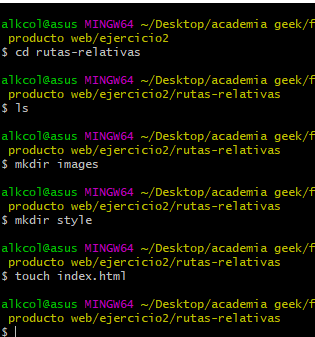 alkcol@asus MINGW64 ~/Desktop/academia geek/f
producto web/ejercicio2
$ cd rutas-relativas
alkcol@asus MINGW64 ~/Desktop/academia geek/f
producto web/ejercicio2/rutas-relativas
$ ls
alkcol@asus MINGW64 ~/Desktop/academia geek/f
producto web/ejercicio2/rutas-relativas
$ mkdir images
alkcol@asus MINGW64 ~/Desktop/academia geek/f
producto web/ejercicio2/rutas-relativas
$ mkdir style
alkcol@asus MINGW64 ~/Desktop/academia geek/f
producto web/ejercicio2/rutas-relativas
$ touch index.html
alkcol@asus MINGW64 ~/Desktop/academia geek/f
producto web/ejercicio2/rutas-relativas
$